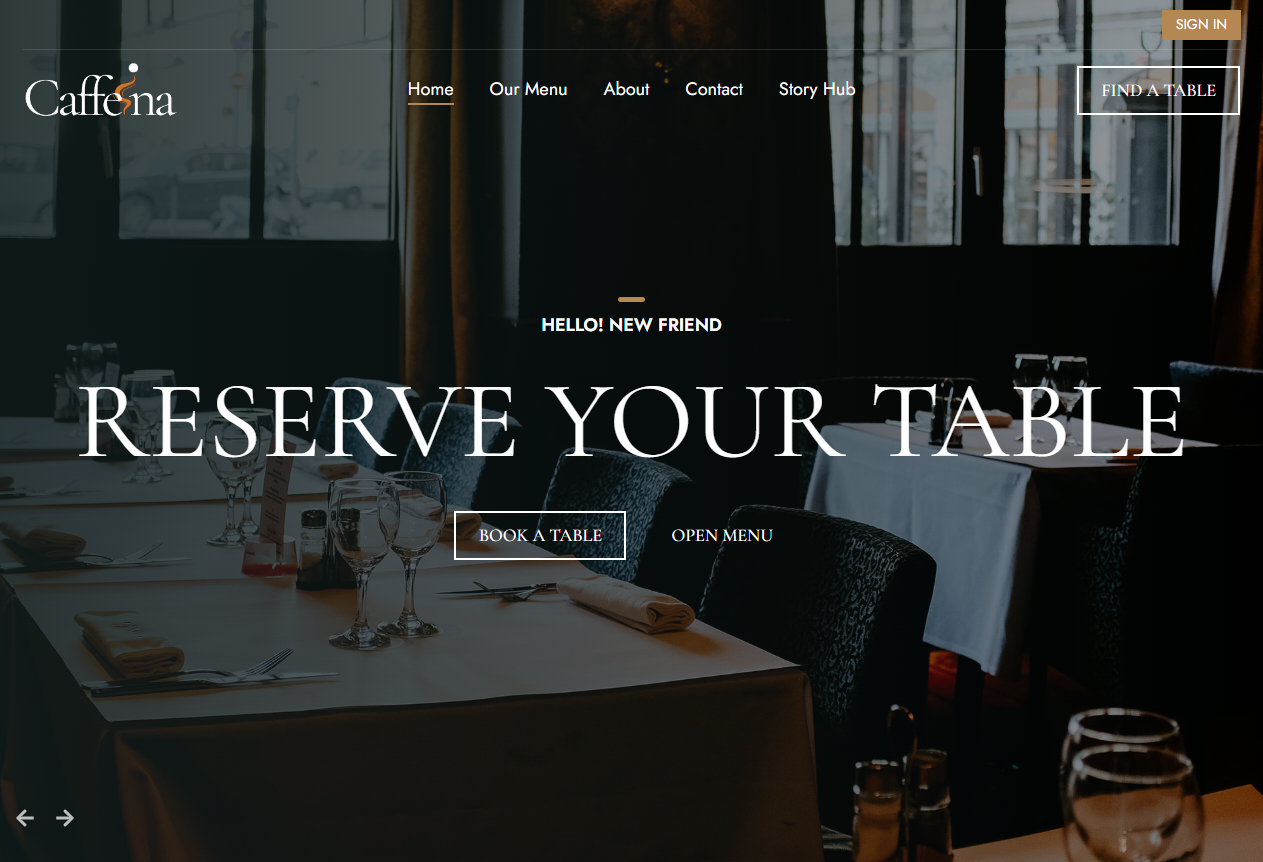 SIGN IN
Caffeina
Home Our Menu About Contact Story Hub
FIND A TABLE
HELLO! NEW FRIEND
RESERVE YOUR TABLE
BOOK A TABLE OPEN MENU